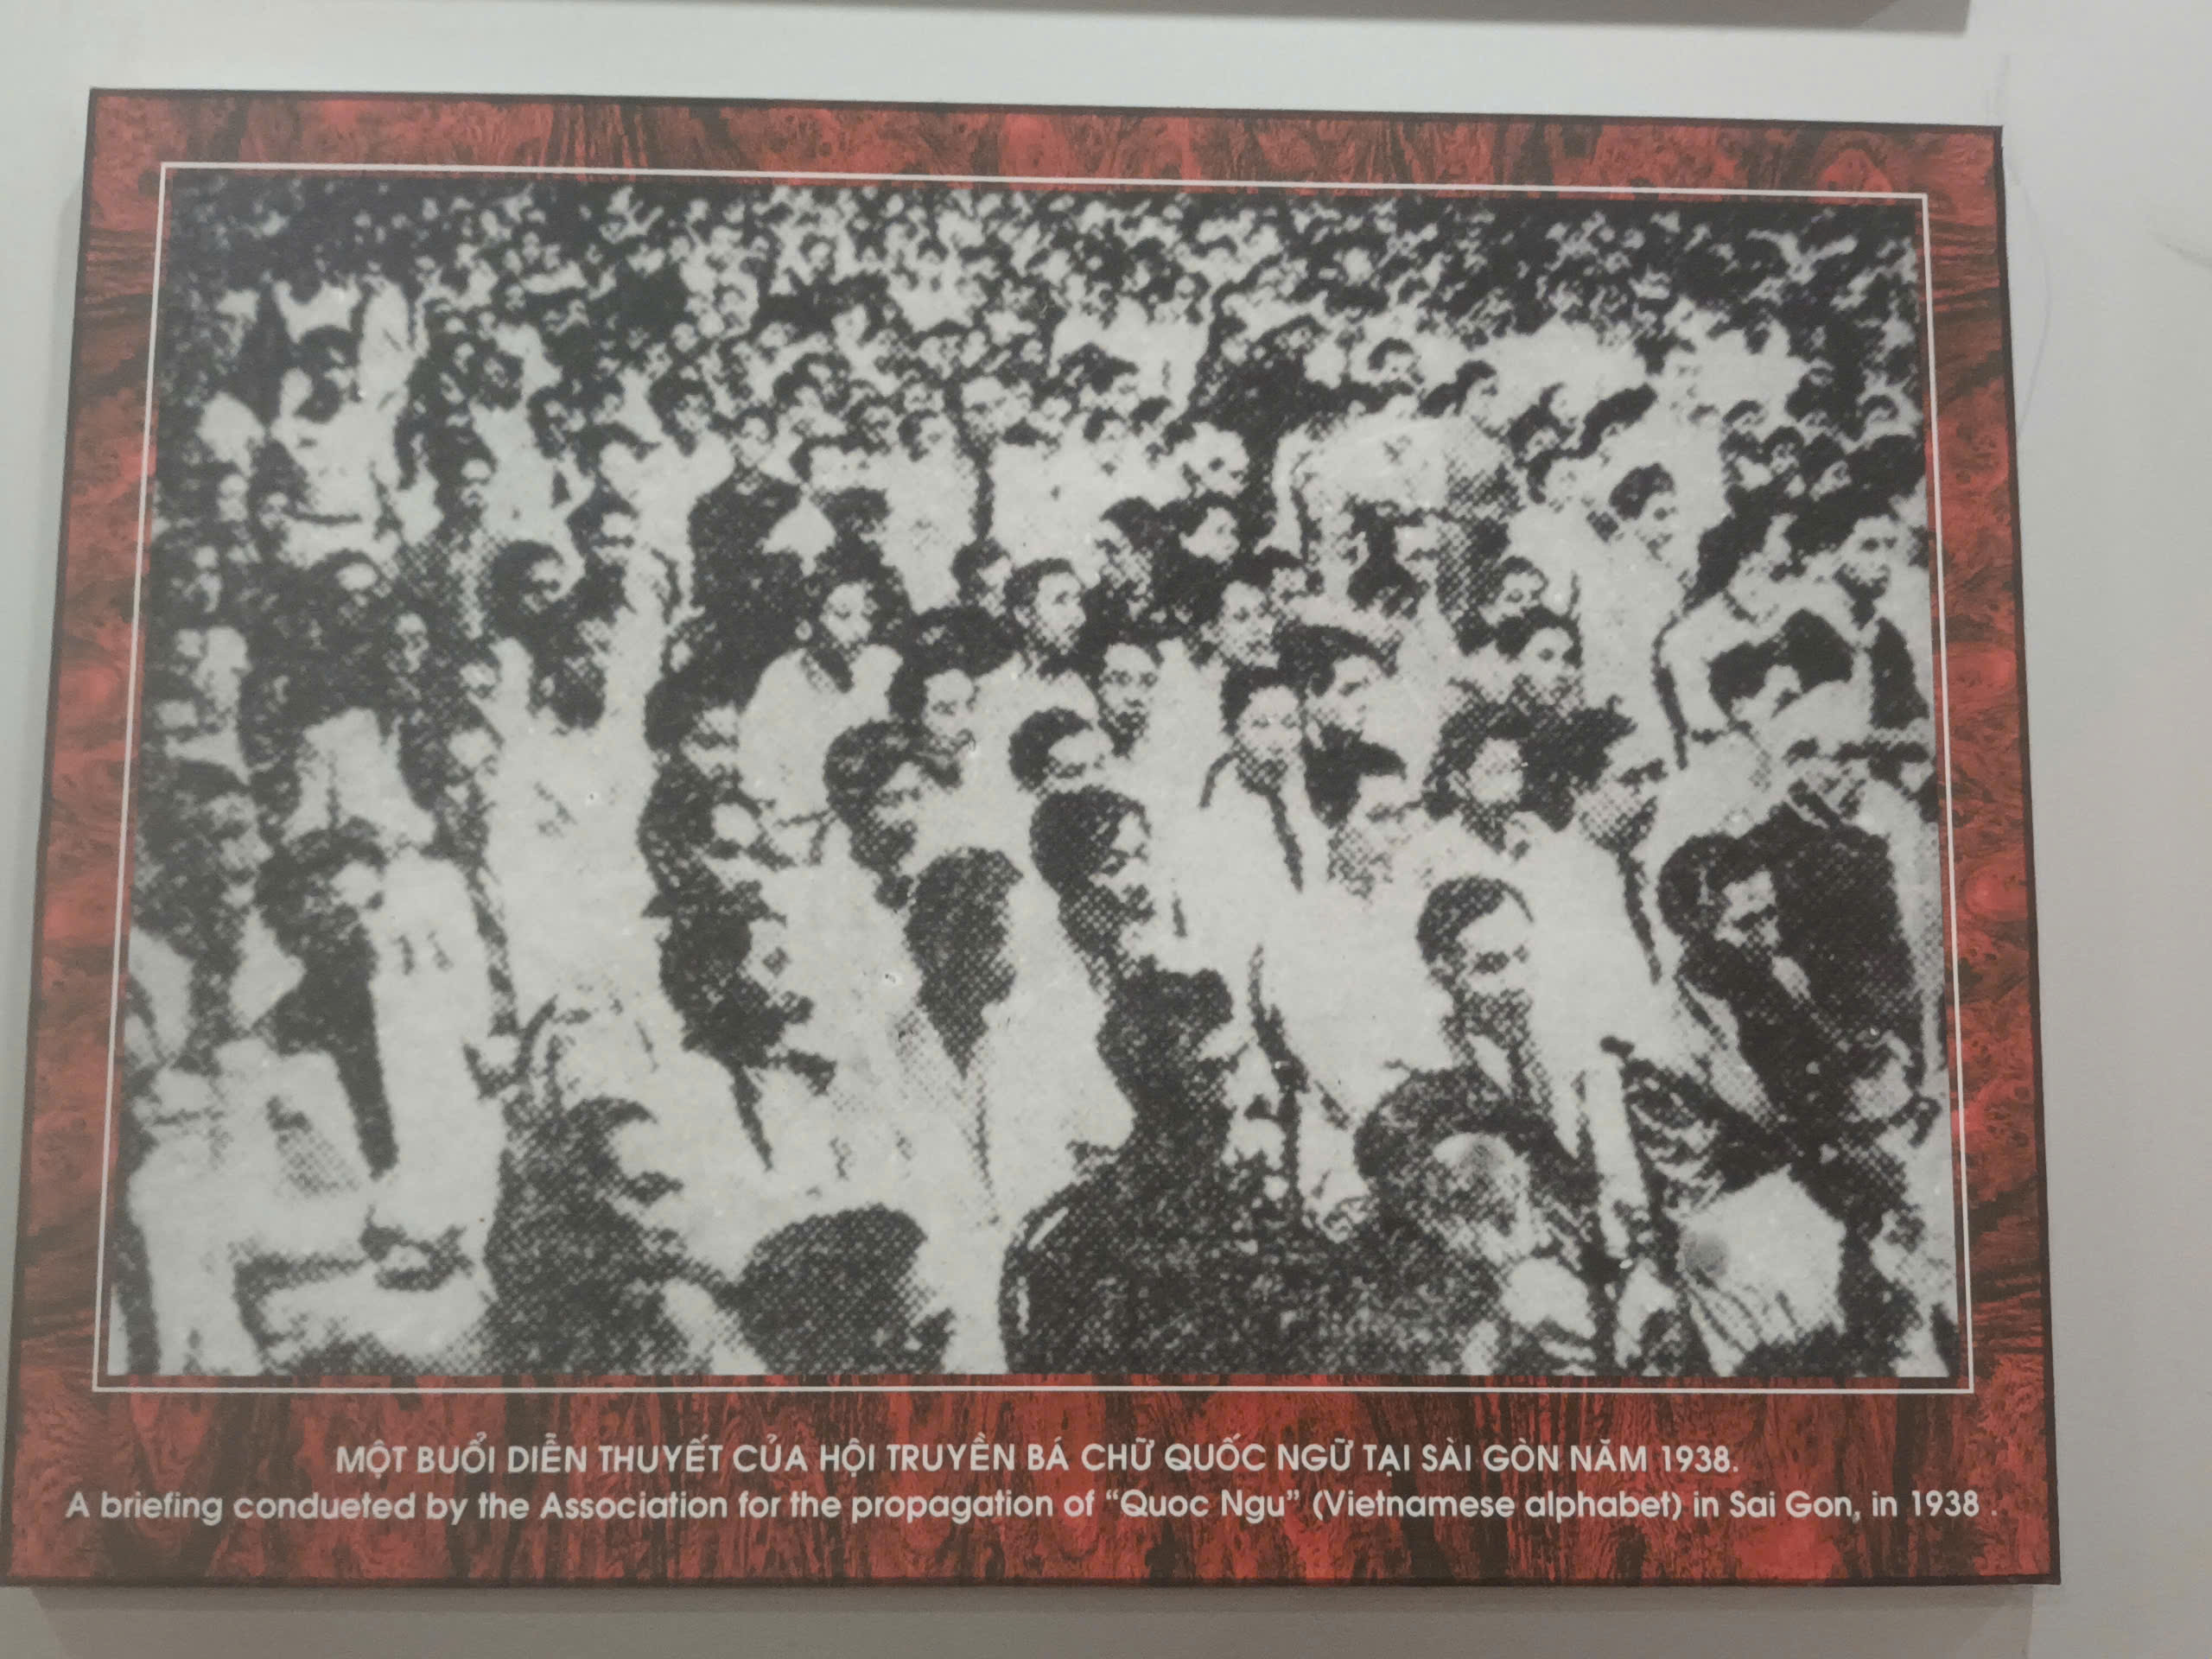 MỘT BUỔI DIỄN THUYẾT CỦA HỘI TRUYỀN BÁ CHỮ QUỐC NGỮ TẠI SÀI GÒN NĂM 1938.
A briefing condueted by the Association for the propagation of “Quoc Ngu” (Vietnamese alphabet) in Sai Gon, in 1938 .